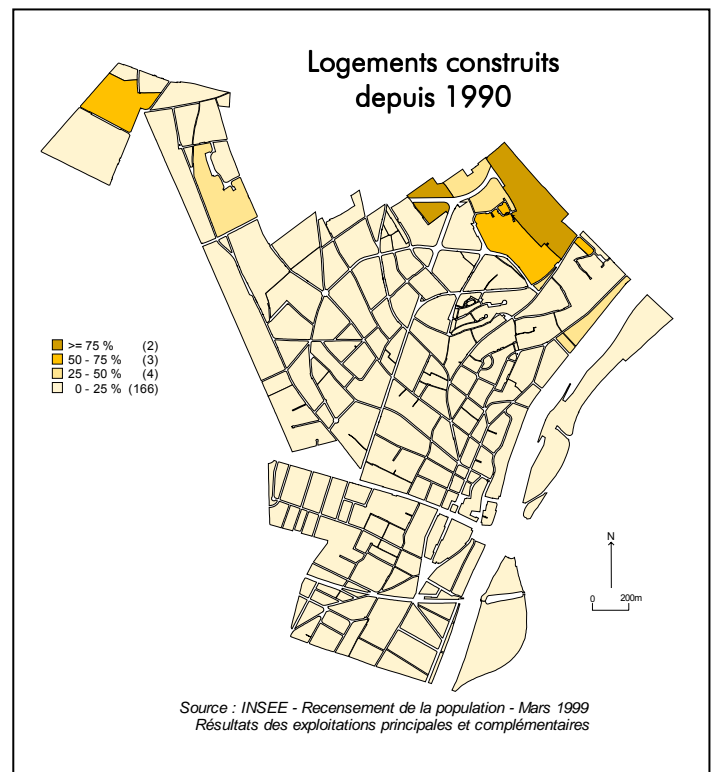 Logements construits
depuis 1990
>= 75 % (2)
50 - 75 % (3)
25 - 50 % (4)
0 - 25 % (166)
N
0 200m
Source : INSEE - Recensement de la population - Mars 1999
Résultats des exploitations principales et complémentaires